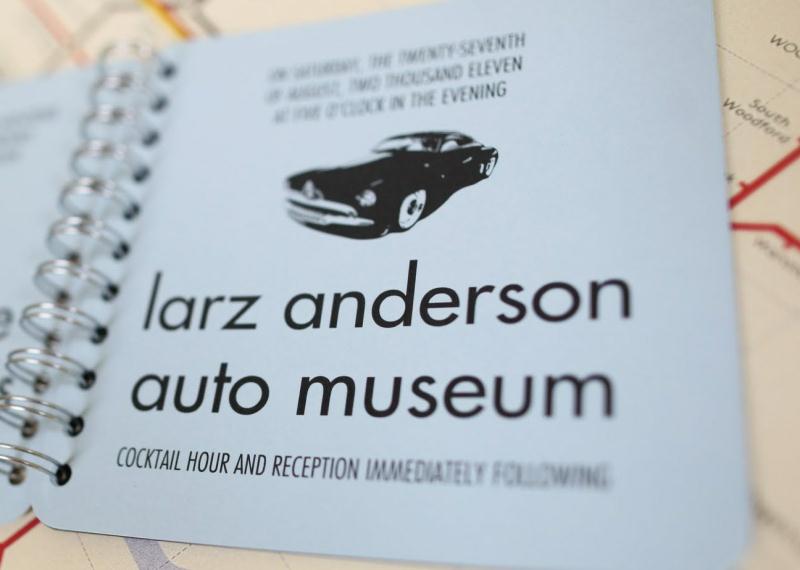 ON SATURDAY, THE TWENTY-SEVENTH
OF AUGUST, TWO THOUSAND ELEVEN
AT FIVE O'CLOCK IN THE EVENING
larz anderson
auto museum
COCKTAIL HOUR AND RECEPTION IMMEDIATELY FOLLOWING
South
Woodford